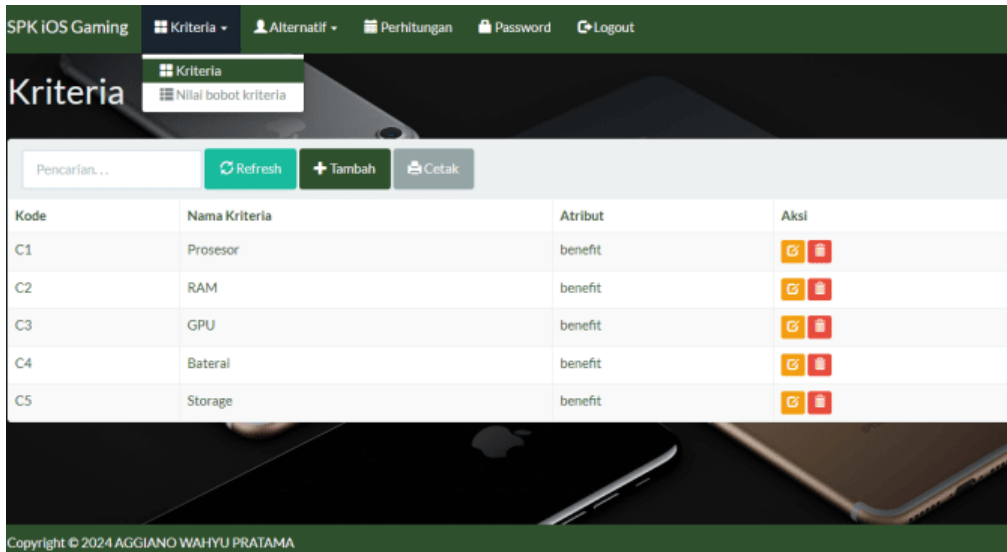 SPK iOS Gaming Kriteria Alternatif Perhitungan Password Logout
Kriteria
Nilai bobot kriteria
Kriteria
Pencarian... Refresh Tambah Cetak
Kode Nama Kriteria Atribut Aksi
C1 Prosesor benefit
C2 RAM benefit
C3 GPU benefit
C4 Baterai benefit
C5 Storage benefit
Copyright © 2024 AGGIANO WAHYU PRATAMA